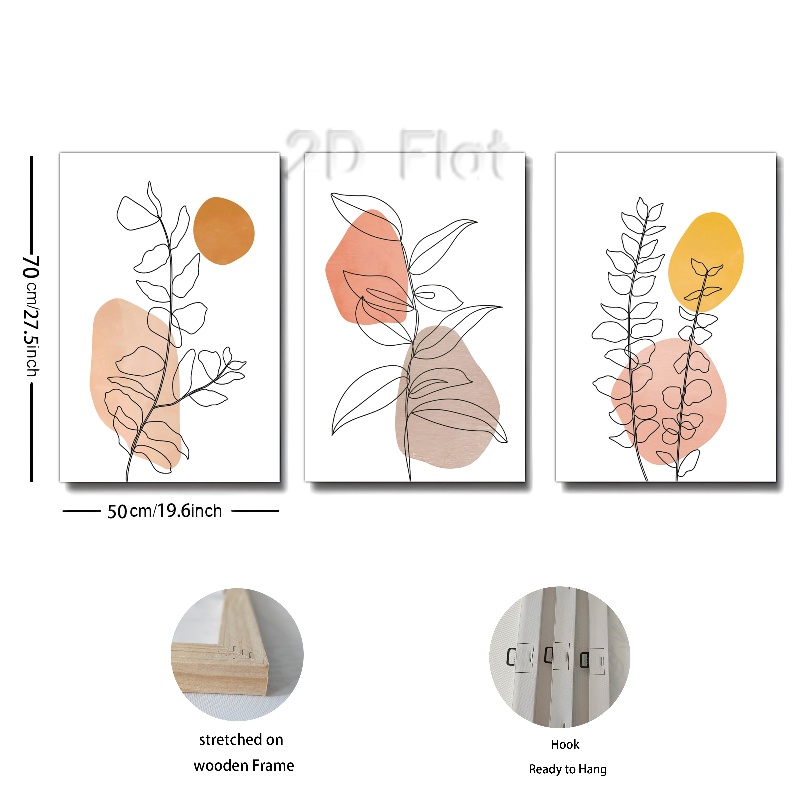 2D Flat
70 cm/27.5inch
50 cm/19.6inch
stretched on
wooden Frame
Hook
Ready to Hang